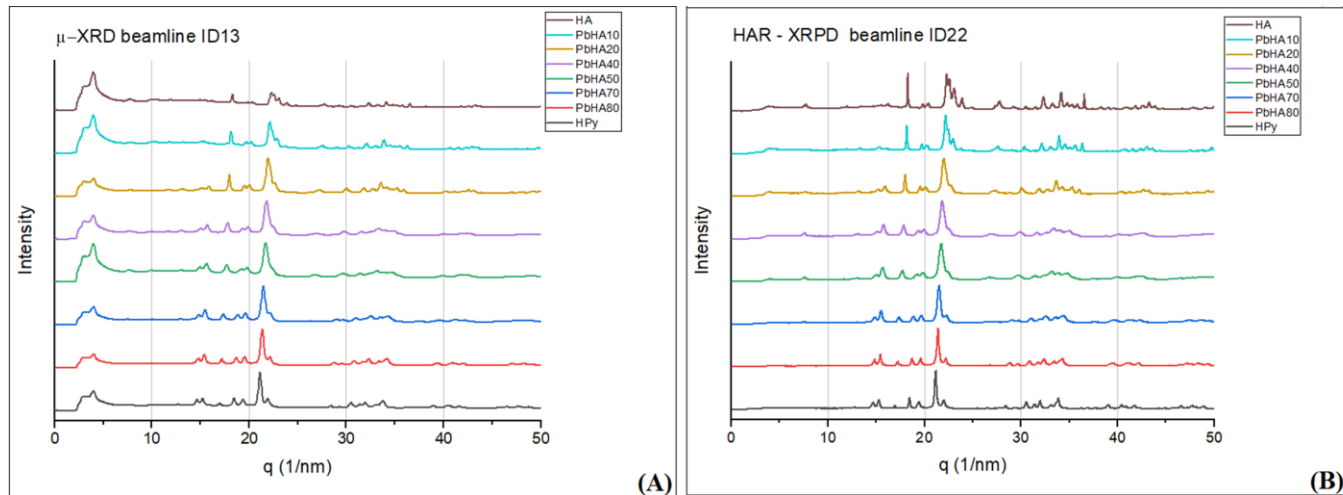 μ-XRD beamline ID13
HA
PbHA10
PbHA20
PbHA40
PbHA50
PbHA70
PbHA80
HPy
Intensity
0 10 20 30 40 50
q (1/nm)
(A)
HAR - XRPD beamline ID22
HA
PbHA10
PbHA20
PbHA40
PbHA50
PbHA70
PbHA80
HPy
Intensity
0 10 20 30 40 50
q (1/nm)
(B)